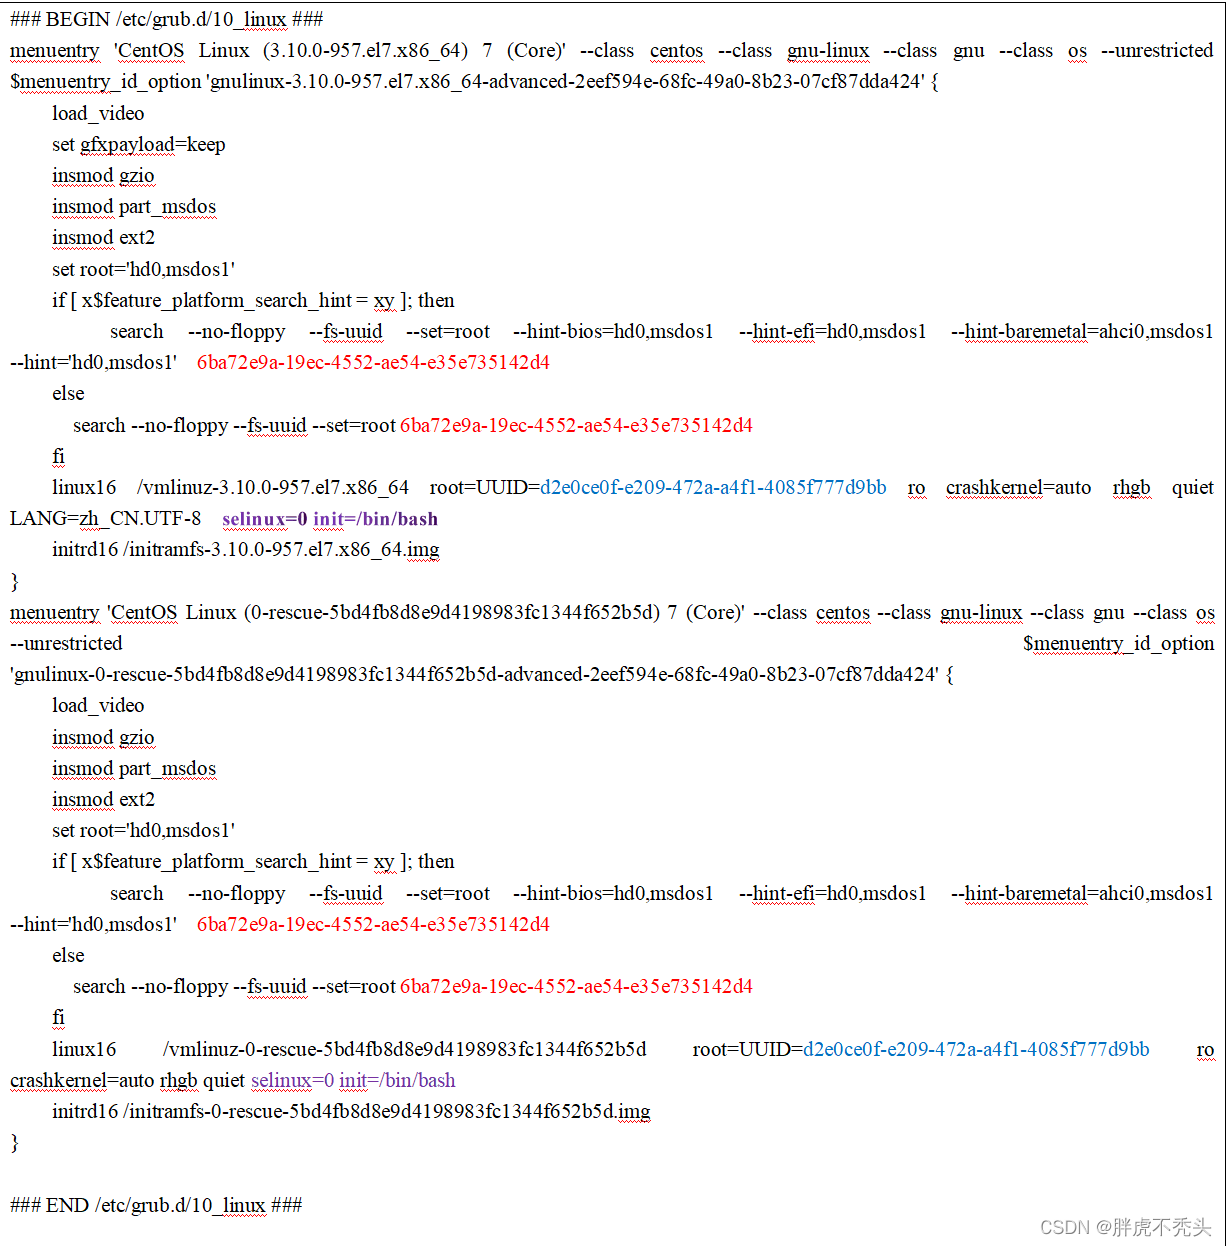 ### BEGIN /etc/grub.d/10_linux ###
menuentry 'CentOS Linux (3.10.0-957.el7.x86_64) 7 (Core)' --class centos --class gnu-linux --class gnu --class os --unrestricted
$menuentry_id_option 'gnulinux-3.10.0-957.el7.x86_64-advanced-2eef594e-68fc-49a0-8b23-07cf87dda424' {
load_video
set gfxpayload=keep
insmod gzio
insmod part_msdos
insmod ext2
set root='hd0,msdos1'
if [ x$feature_platform_search_hint = xy ]; then
search --no-floppy --fs-uuid --set=root --hint-bios=hd0,msdos1 --hint-efi=hd0,msdos1 --hint-baremetal=ahci0,msdos1
--hint='hd0,msdos1' 6ba72e9a-19ec-4552-ae54-e35e735142d4
else
search --no-floppy --fs-uuid --set=root 6ba72e9a-19ec-4552-ae54-e35e735142d4
fi
linux16 /vmlinuz-3.10.0-957.el7.x86_64 root=UUID=d2e0ce0f-e209-472a-a4f1-4085f777d9bb ro crashkernel=auto rhgb quiet
LANG=zh_CN.UTF-8 selinux=0 init=/bin/bash
initrd16 /initramfs-3.10.0-957.el7.x86_64.img
}
menuentry 'CentOS Linux (0-rescue-5bd4fb8d8e9d4198983fc1344f652b5d) 7 (Core)' --class centos --class gnu-linux --class gnu --class os
--unrestricted $menuentry_id_option
'gnulinux-0-rescue-5bd4fb8d8e9d4198983fc1344f652b5d-advanced-2eef594e-68fc-49a0-8b23-07cf87dda424' {
load_video
insmod gzio
insmod part_msdos
insmod ext2
set root='hd0,msdos1'
if [ x$feature_platform_search_hint = xy ]; then
search --no-floppy --fs-uuid --set=root --hint-bios=hd0,msdos1 --hint-efi=hd0,msdos1 --hint-baremetal=ahci0,msdos1
--hint='hd0,msdos1' 6ba72e9a-19ec-4552-ae54-e35e735142d4
else
search --no-floppy --fs-uuid --set=root 6ba72e9a-19ec-4552-ae54-e35e735142d4
fi
linux16 /vmlinuz-0-rescue-5bd4fb8d8e9d4198983fc1344f652b5d root=UUID=d2e0ce0f-e209-472a-a4f1-4085f777d9bb ro
crashkernel=auto rhgb quiet selinux=0 init=/bin/bash
initrd16 /initramfs-0-rescue-5bd4fb8d8e9d4198983fc1344f652b5d.img
}
### END /etc/grub.d/10_linux ###
CSDN @胖虎不秃头